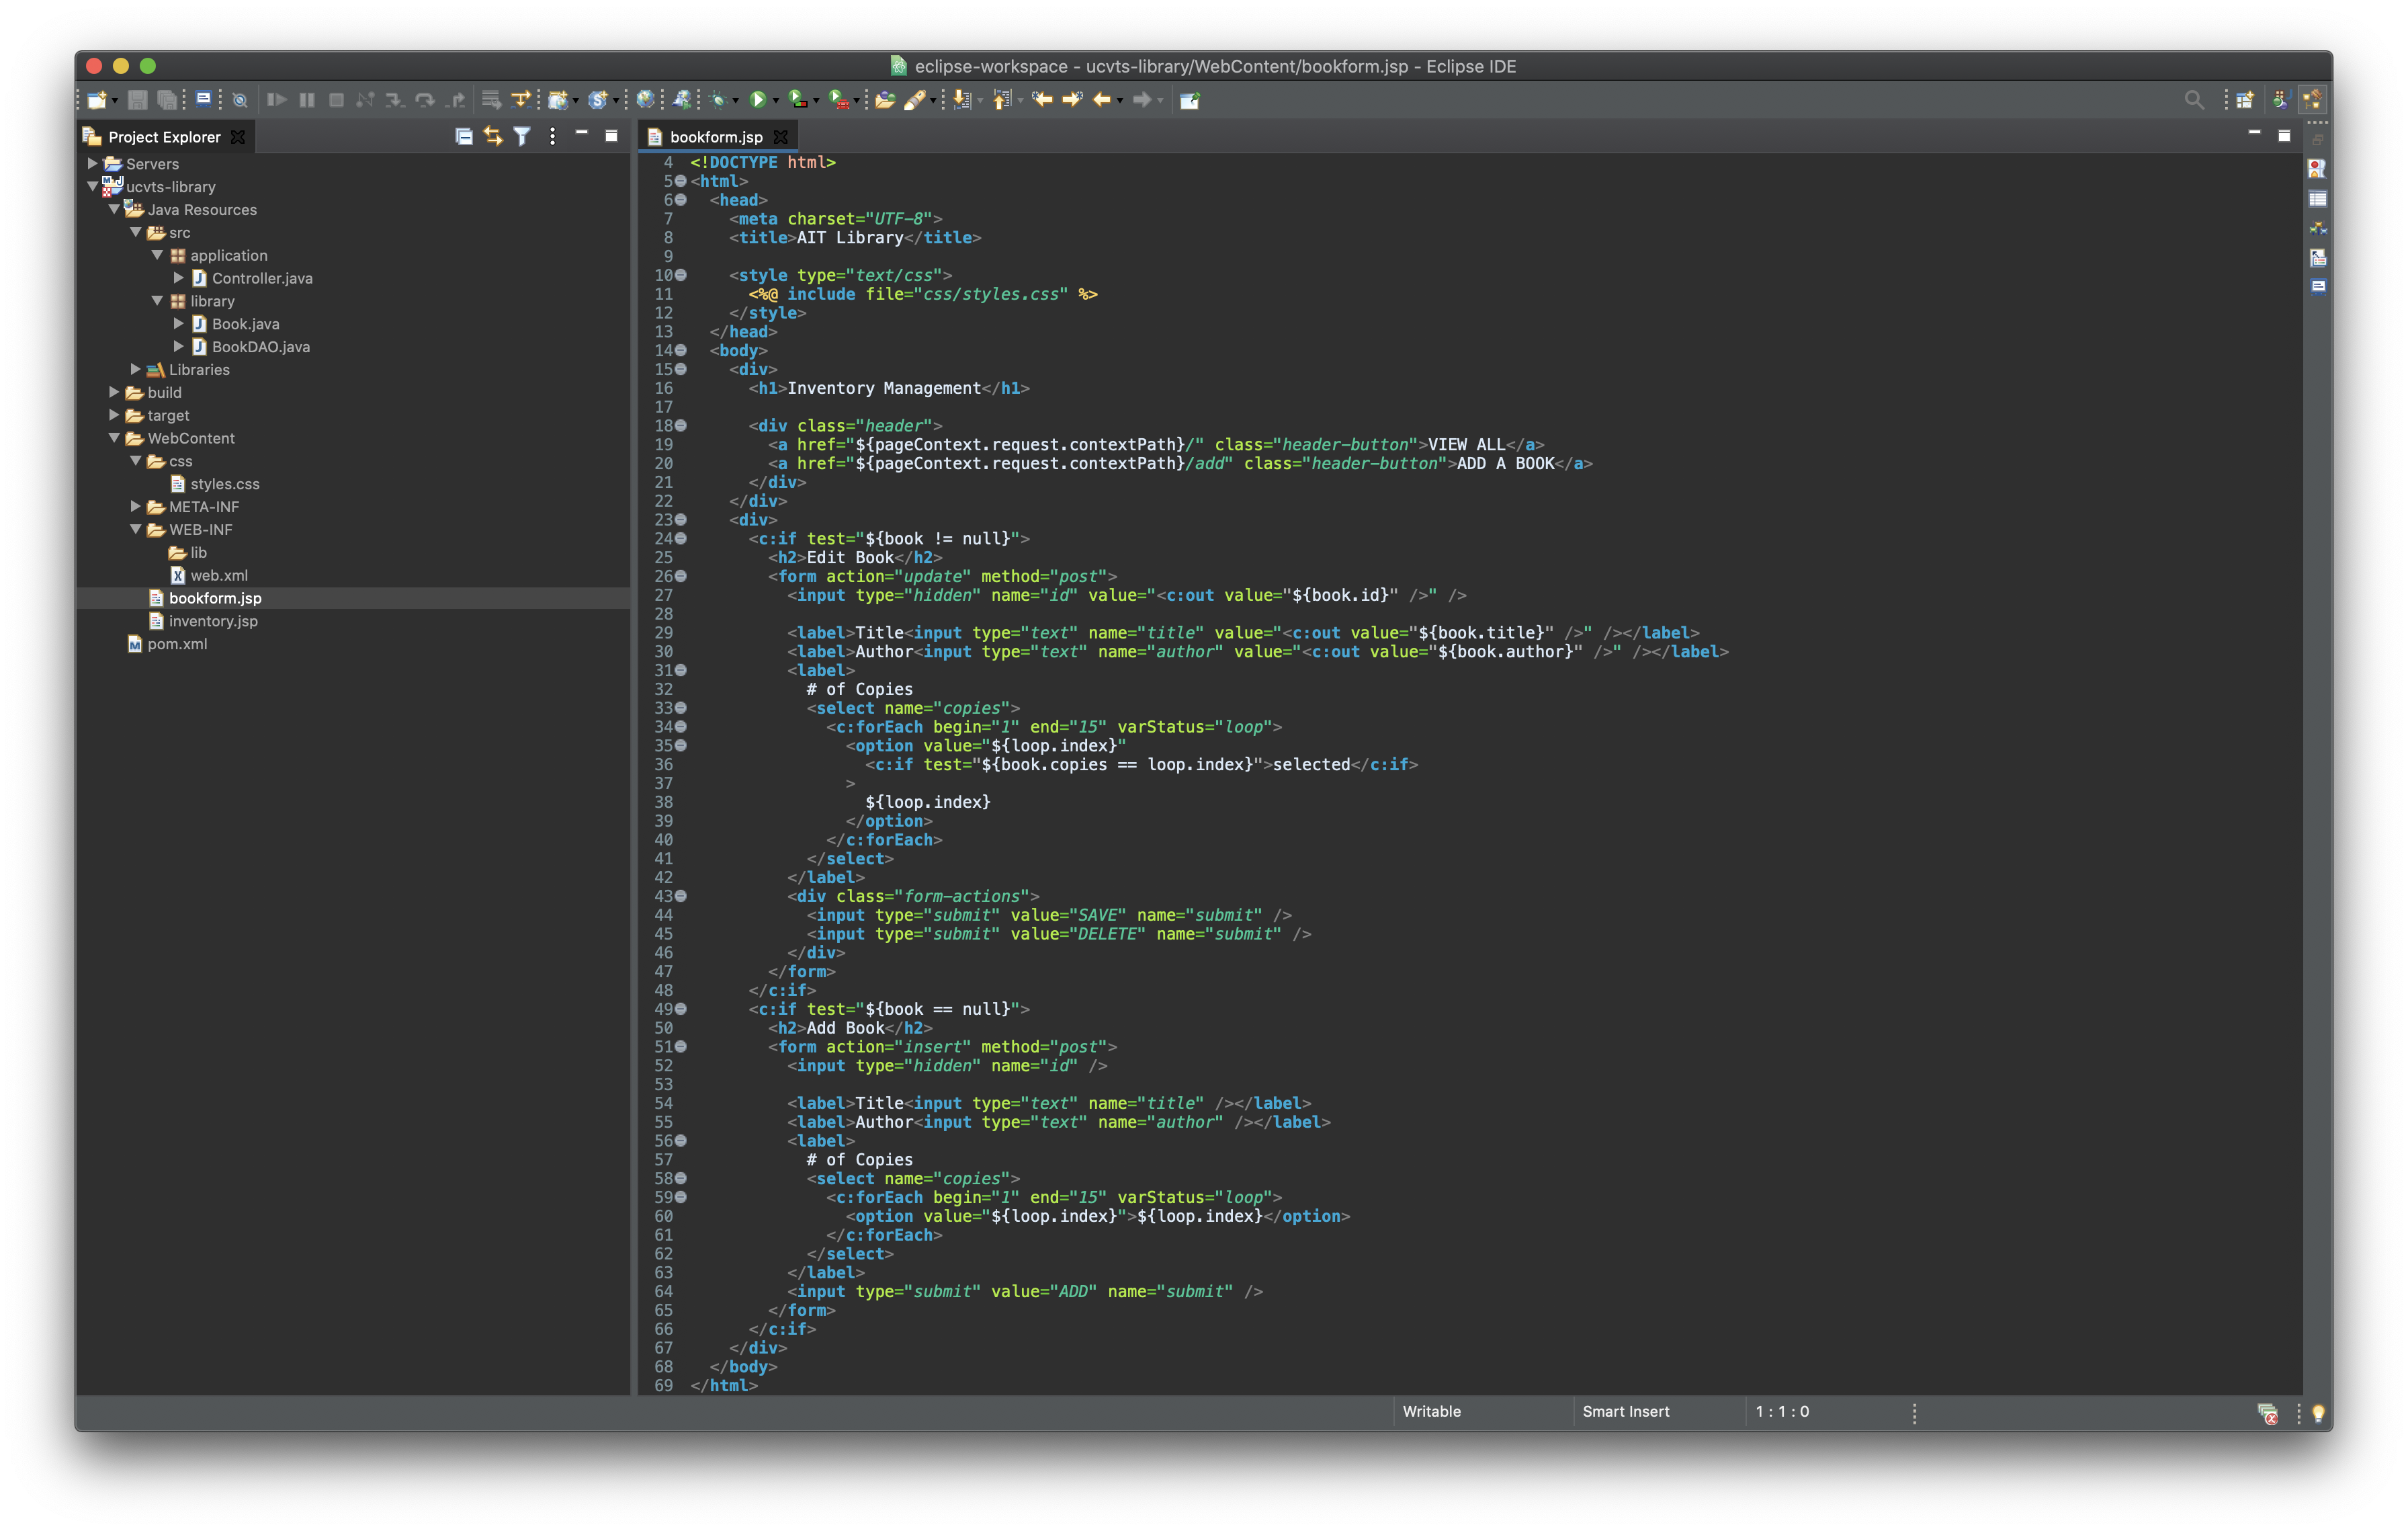 eclipse-workspace - ucvts-library/WebContent/bookform.jsp - Eclipse IDE
Project Explorer
Servers
ucvts-library
Java Resources
src
application
Controller.java
library
Book.java
BookDAO.java
Libraries
build
target
WebContent
css
styles.css
META-INF
WEB-INF
lib
web.xml
bookform.jsp
inventory.jsp
pom.xml
bookform.jsp
4 <!DOCTYPE html>
5 <html>
6   <head>
7     <meta charset="UTF-8">
8     <title>AIT Library</title>
9
10     <style type="text/css">
11       <%@ include file="css/styles.css" %>
12     </style>
13   </head>
14   <body>
15     <div>
16       <h1>Inventory Management</h1>
17
18       <div class="header">
19         <a href="${pageContext.request.contextPath}/" class="header-button">VIEW ALL</a>
20         <a href="${pageContext.request.contextPath}/add" class="header-button">ADD A BOOK</a>
21       </div>
22     </div>
23     <div>
24       <c:if test="${book != null}">
25         <h2>Edit Book</h2>
26         <form action="update" method="post">
27           <input type="hidden" name="id" value="<c:out value="${book.id}" />" />
28
29           <label>Title<input type="text" name="title" value="<c:out value="${book.title}" />" /></label>
30           <label>Author<input type="text" name="author" value="<c:out value="${book.author}" />" /></label>
31           <label>
32             # of Copies
33             <select name="copies">
34               <c:forEach begin="1" end="15" varStatus="loop">
35                 <option value="${loop.index}"
36                   <c:if test="${book.copies == loop.index}">selected</c:if>
37                 >
38                   ${loop.index}
39                 </option>
40               </c:forEach>
41             </select>
42           </label>
43           <div class="form-actions">
44             <input type="submit" value="SAVE" name="submit" />
45             <input type="submit" value="DELETE" name="submit" />
46           </div>
47         </form>
48       </c:if>
49       <c:if test="${book == null}">
50         <h2>Add Book</h2>
51         <form action="insert" method="post">
52           <input type="hidden" name="id" />
53
54           <label>Title<input type="text" name="title" /></label>
55           <label>Author<input type="text" name="author" /></label>
56           <label>
57             # of Copies
58             <select name="copies">
59               <c:forEach begin="1" end="15" varStatus="loop">
60                 <option value="${loop.index}">${loop.index}</option>
61               </c:forEach>
62             </select>
63           </label>
64           <input type="submit" value="ADD" name="submit" />
65         </form>
66       </c:if>
67     </div>
68   </body>
69 </html>
Writable
Smart Insert
1 : 1 : 0